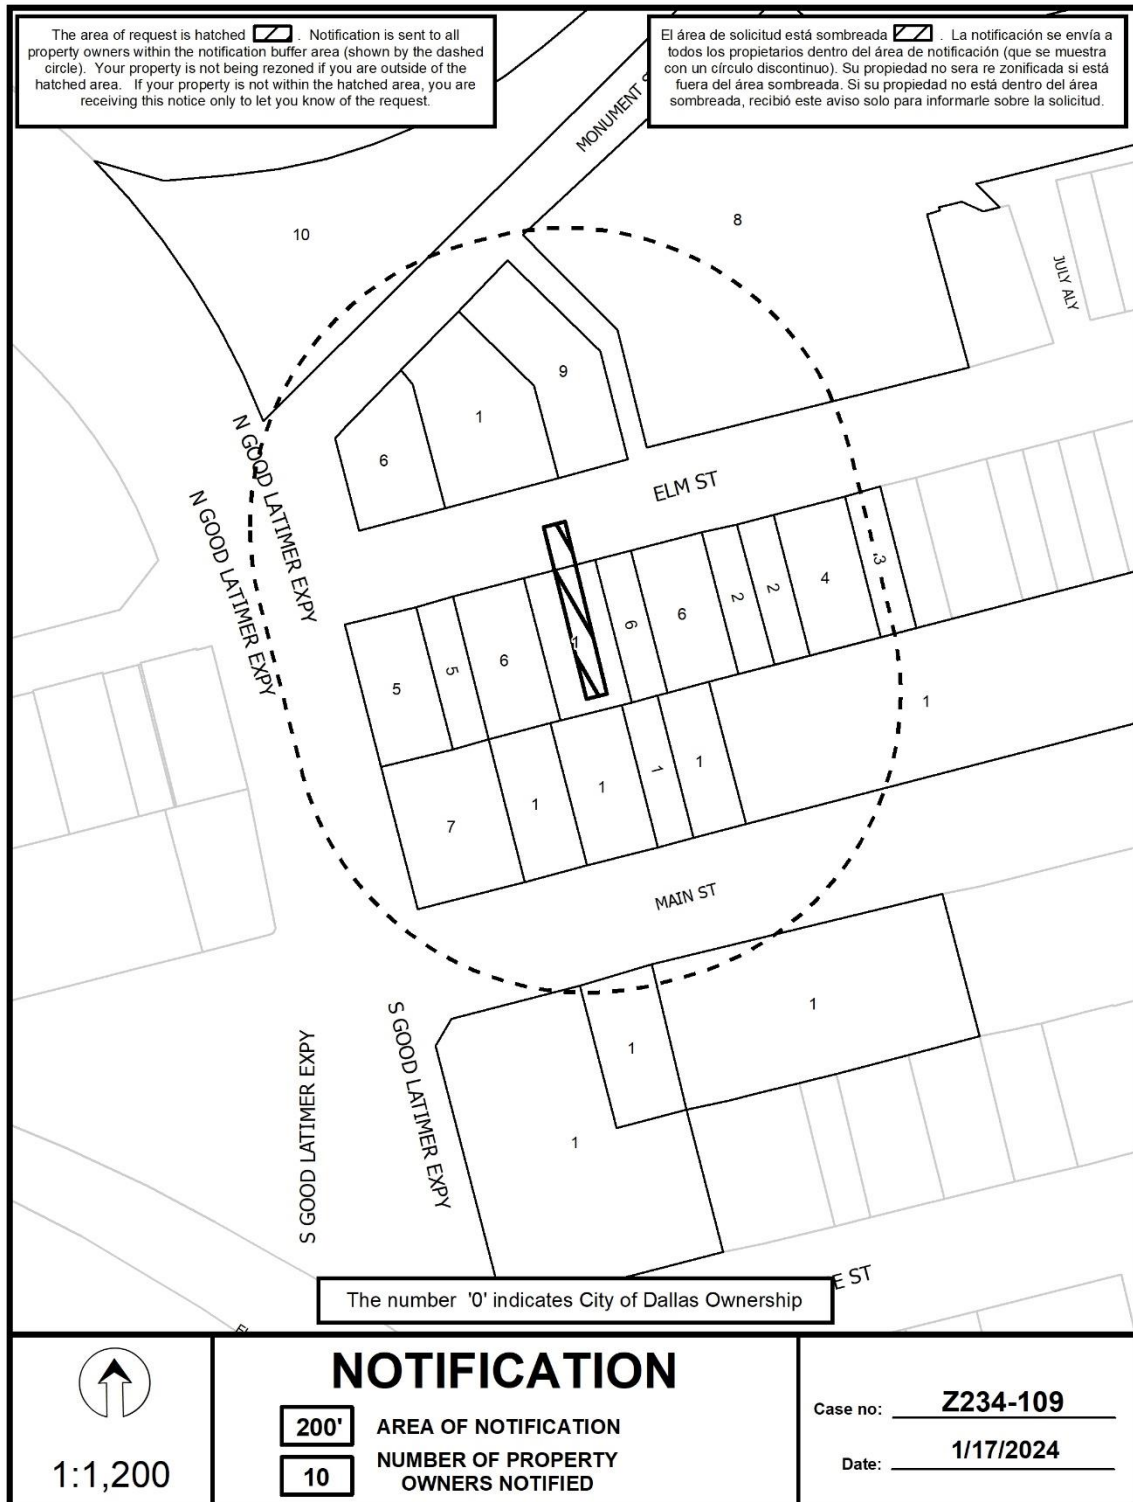 The area of request is hatched . Notification is sent to all
property owners within the notification buffer area (shown by the dashed
circle). Your property is not being rezoned if you are outside of the
hatched area. If your property is not within the hatched area, you are
receiving this notice only to let you know of the request.
El área de solicitud está sombreada . La notificación se envía a
todos los propietarios dentro del área de notificación (que se muestra
con un círculo discontinuo). Su propiedad no sera re zonificada si está
fuera del área sombreada. Si su propiedad no está dentro del área
sombreada, recibió este aviso solo para informarle sobre la solicitud.
MONUMENT S
10
8
JULY ALY
9
1
6
N GOOD LATIMER EXPY
N GOOD LATIMER EXPY
ELM ST
3
4
2
2
6
6
1
6
5
5
1
1
1
1
1
7
MAIN ST
1
1
1
S GOOD LATIMER EXPY
S GOOD LATIMER EXPY
E ST
The number '0' indicates City of Dallas Ownership
1:1,200
NOTIFICATION
200' AREA OF NOTIFICATION
10 NUMBER OF PROPERTY
OWNERS NOTIFIED
Case no: Z234-109
Date: 1/17/2024